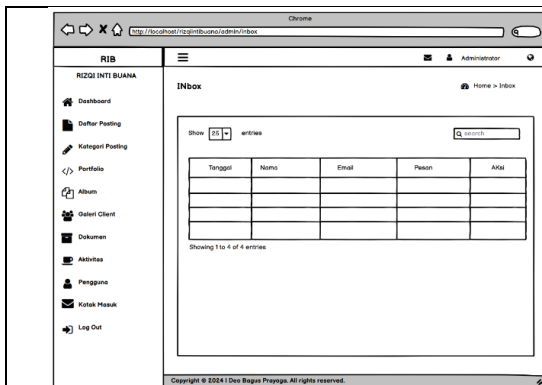 Chrome
http://localhost/rizqiintibuana/admin/inbox
RIB
Administrator
RIZQI INTI BUANA
INbox
Home > Inbox
Dashboard
Daftar Posting
Kategori Posting
Portfolio
Album
Galeri Client
Dokumen
Aktivitas
Pengguna
Kotak Masuk
Log Out
Show 25 entries
search
Tanggal Nama Email Pesan AKsi
Showing 1 to 4 of 4 entries
Copyright © 2024 | Deo Bagus Prayoga. All rights reserved.